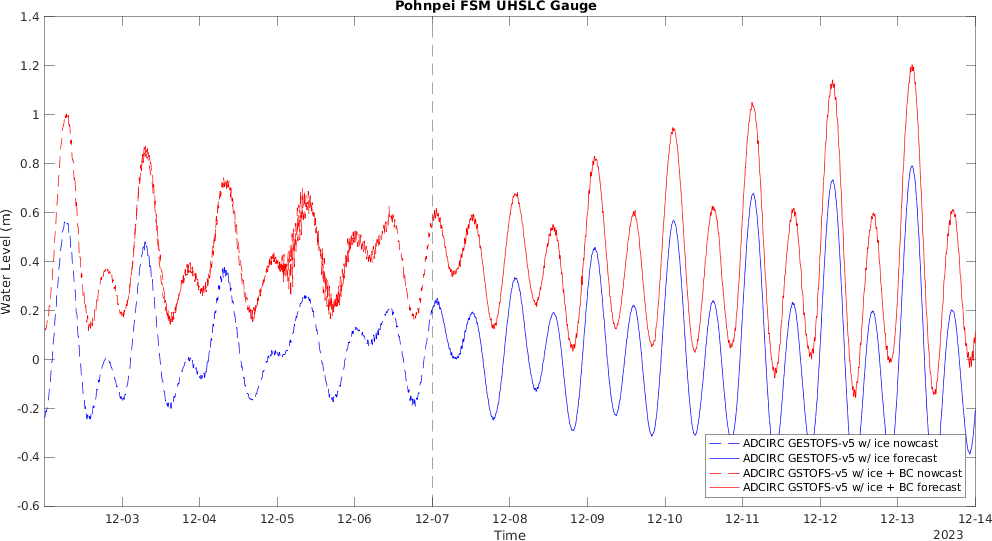 Pohnpei FSM UHSLC Gauge
Water Level (m)
1.4
1.2
1
0.8
0.6
0.4
0.2
0
-0.2
-0.4
-0.6
ADCIRC GESTOFS-v5 w/ ice nowcast
ADCIRC GESTOFS-v5 w/ ice forecast
ADCIRC GSTOFS-v5 w/ ice + BC nowcast
ADCIRC GSTOFS-v5 w/ ice + BC forecast
12-03 12-04 12-05 12-06 12-07 12-08 12-09 12-10 12-11 12-12 12-13 12-14
Time
2023